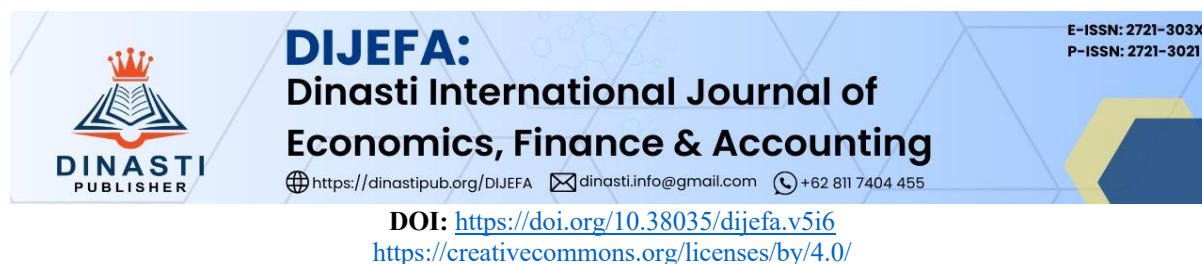 DINASTI
PUBLISHER
DIJEFA:
Dinasti International Journal of
Economics, Finance & Accounting
https://dinastipub.org/DIJEFA dinasti.info@gmail.com +62 811 7404 455
E-ISSN: 2721-303X
P-ISSN: 2721-3021
DOI: https://doi.org/10.38035/dijefa.v5i6
https://creativecommons.org/licenses/by/4.0/